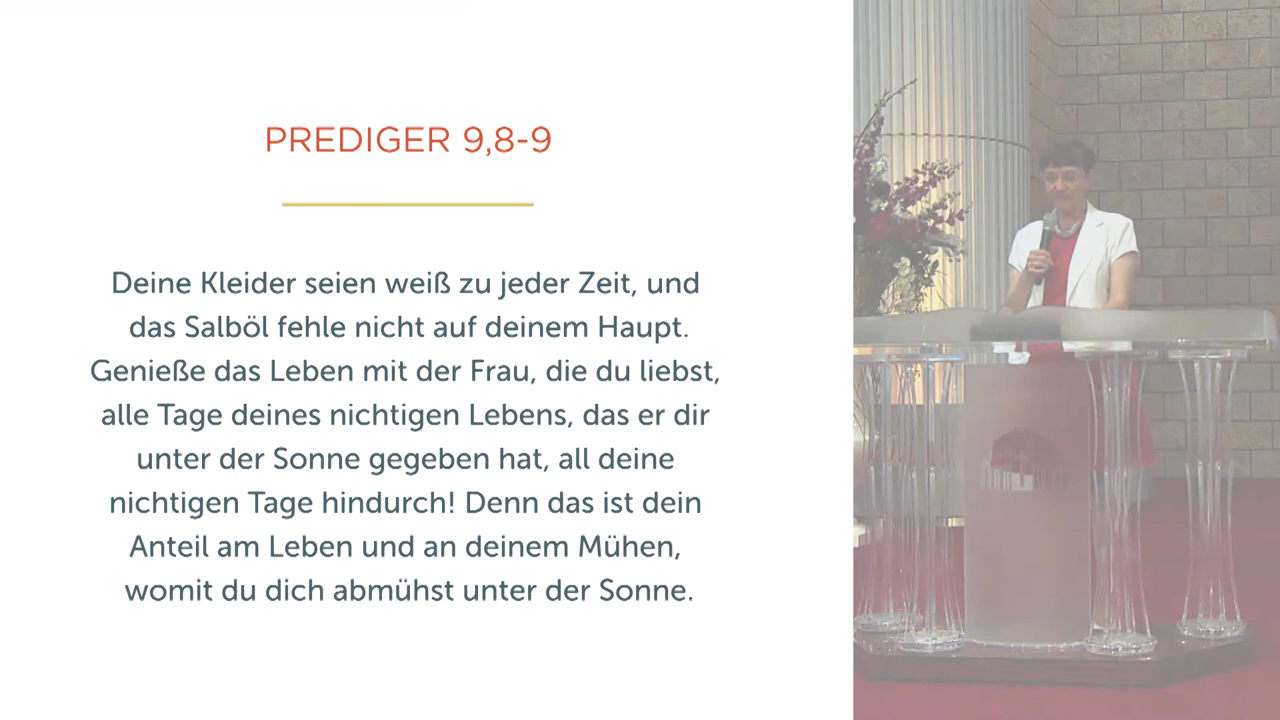 PREDIGER 9,8-9
Deine Kleider seien weiß zu jeder Zeit, und
das Salböl fehle nicht auf deinem Haupt.
Genieße das Leben mit der Frau, die du liebst,
alle Tage deines nichtigen Lebens, das er dir
unter der Sonne gegeben hat, all deine
nichtigen Tage hindurch! Denn das ist dein
Anteil am Leben und an deinem Mühen,
womit du dich abmühst unter der Sonne.